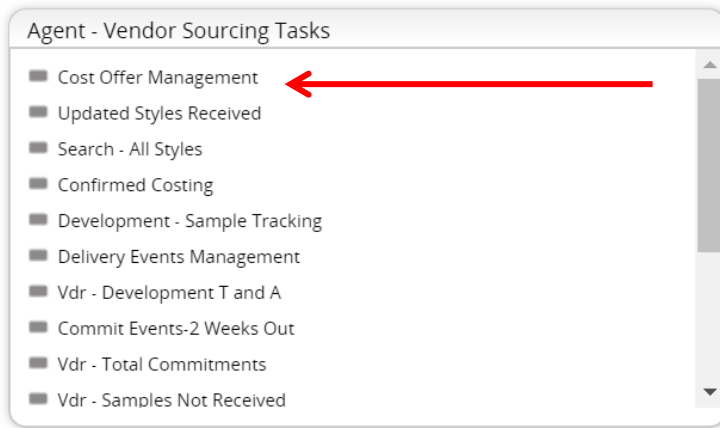 Agent - Vendor Sourcing Tasks
Cost Offer Management
Updated Styles Received
Search - All Styles
Confirmed Costing
Development - Sample Tracking
Delivery Events Management
Vdr - Development T and A
Commit Events-2 Weeks Out
Vdr - Total Commitments
Vdr - Samples Not Received